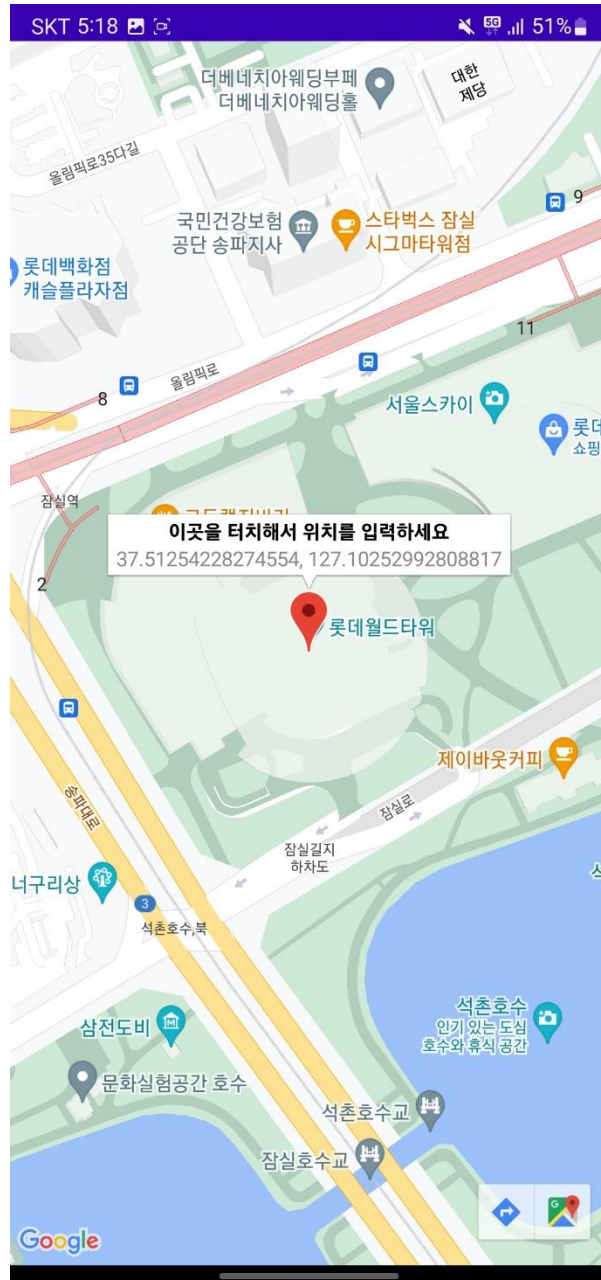 SKT 5:18
5G
51%
더베네치아웨딩부페
더베네치아웨딩홀
대한
제당
올림픽로35다길
9
국민건강보험
공단 송파지사
스타벅스 잠실
시그마타워점
롯데백화점
캐슬플라자점
11
올림픽로
8
서울스카이
롯데
쇼핑
잠실역
이곳을 터치해서 위치를 입력하세요
37.51254228274554, 127.10252992808817
2
롯데월드타워
제이바웃커피
송파대로
잠실로
잠실길지
하차도
너구리상
3
석촌호수,북
석촌호수
인기 있는 도심
호수와 휴식 공간
삼전도비
문화실험공간 호수
석촌호수교
잠실호수교
Google